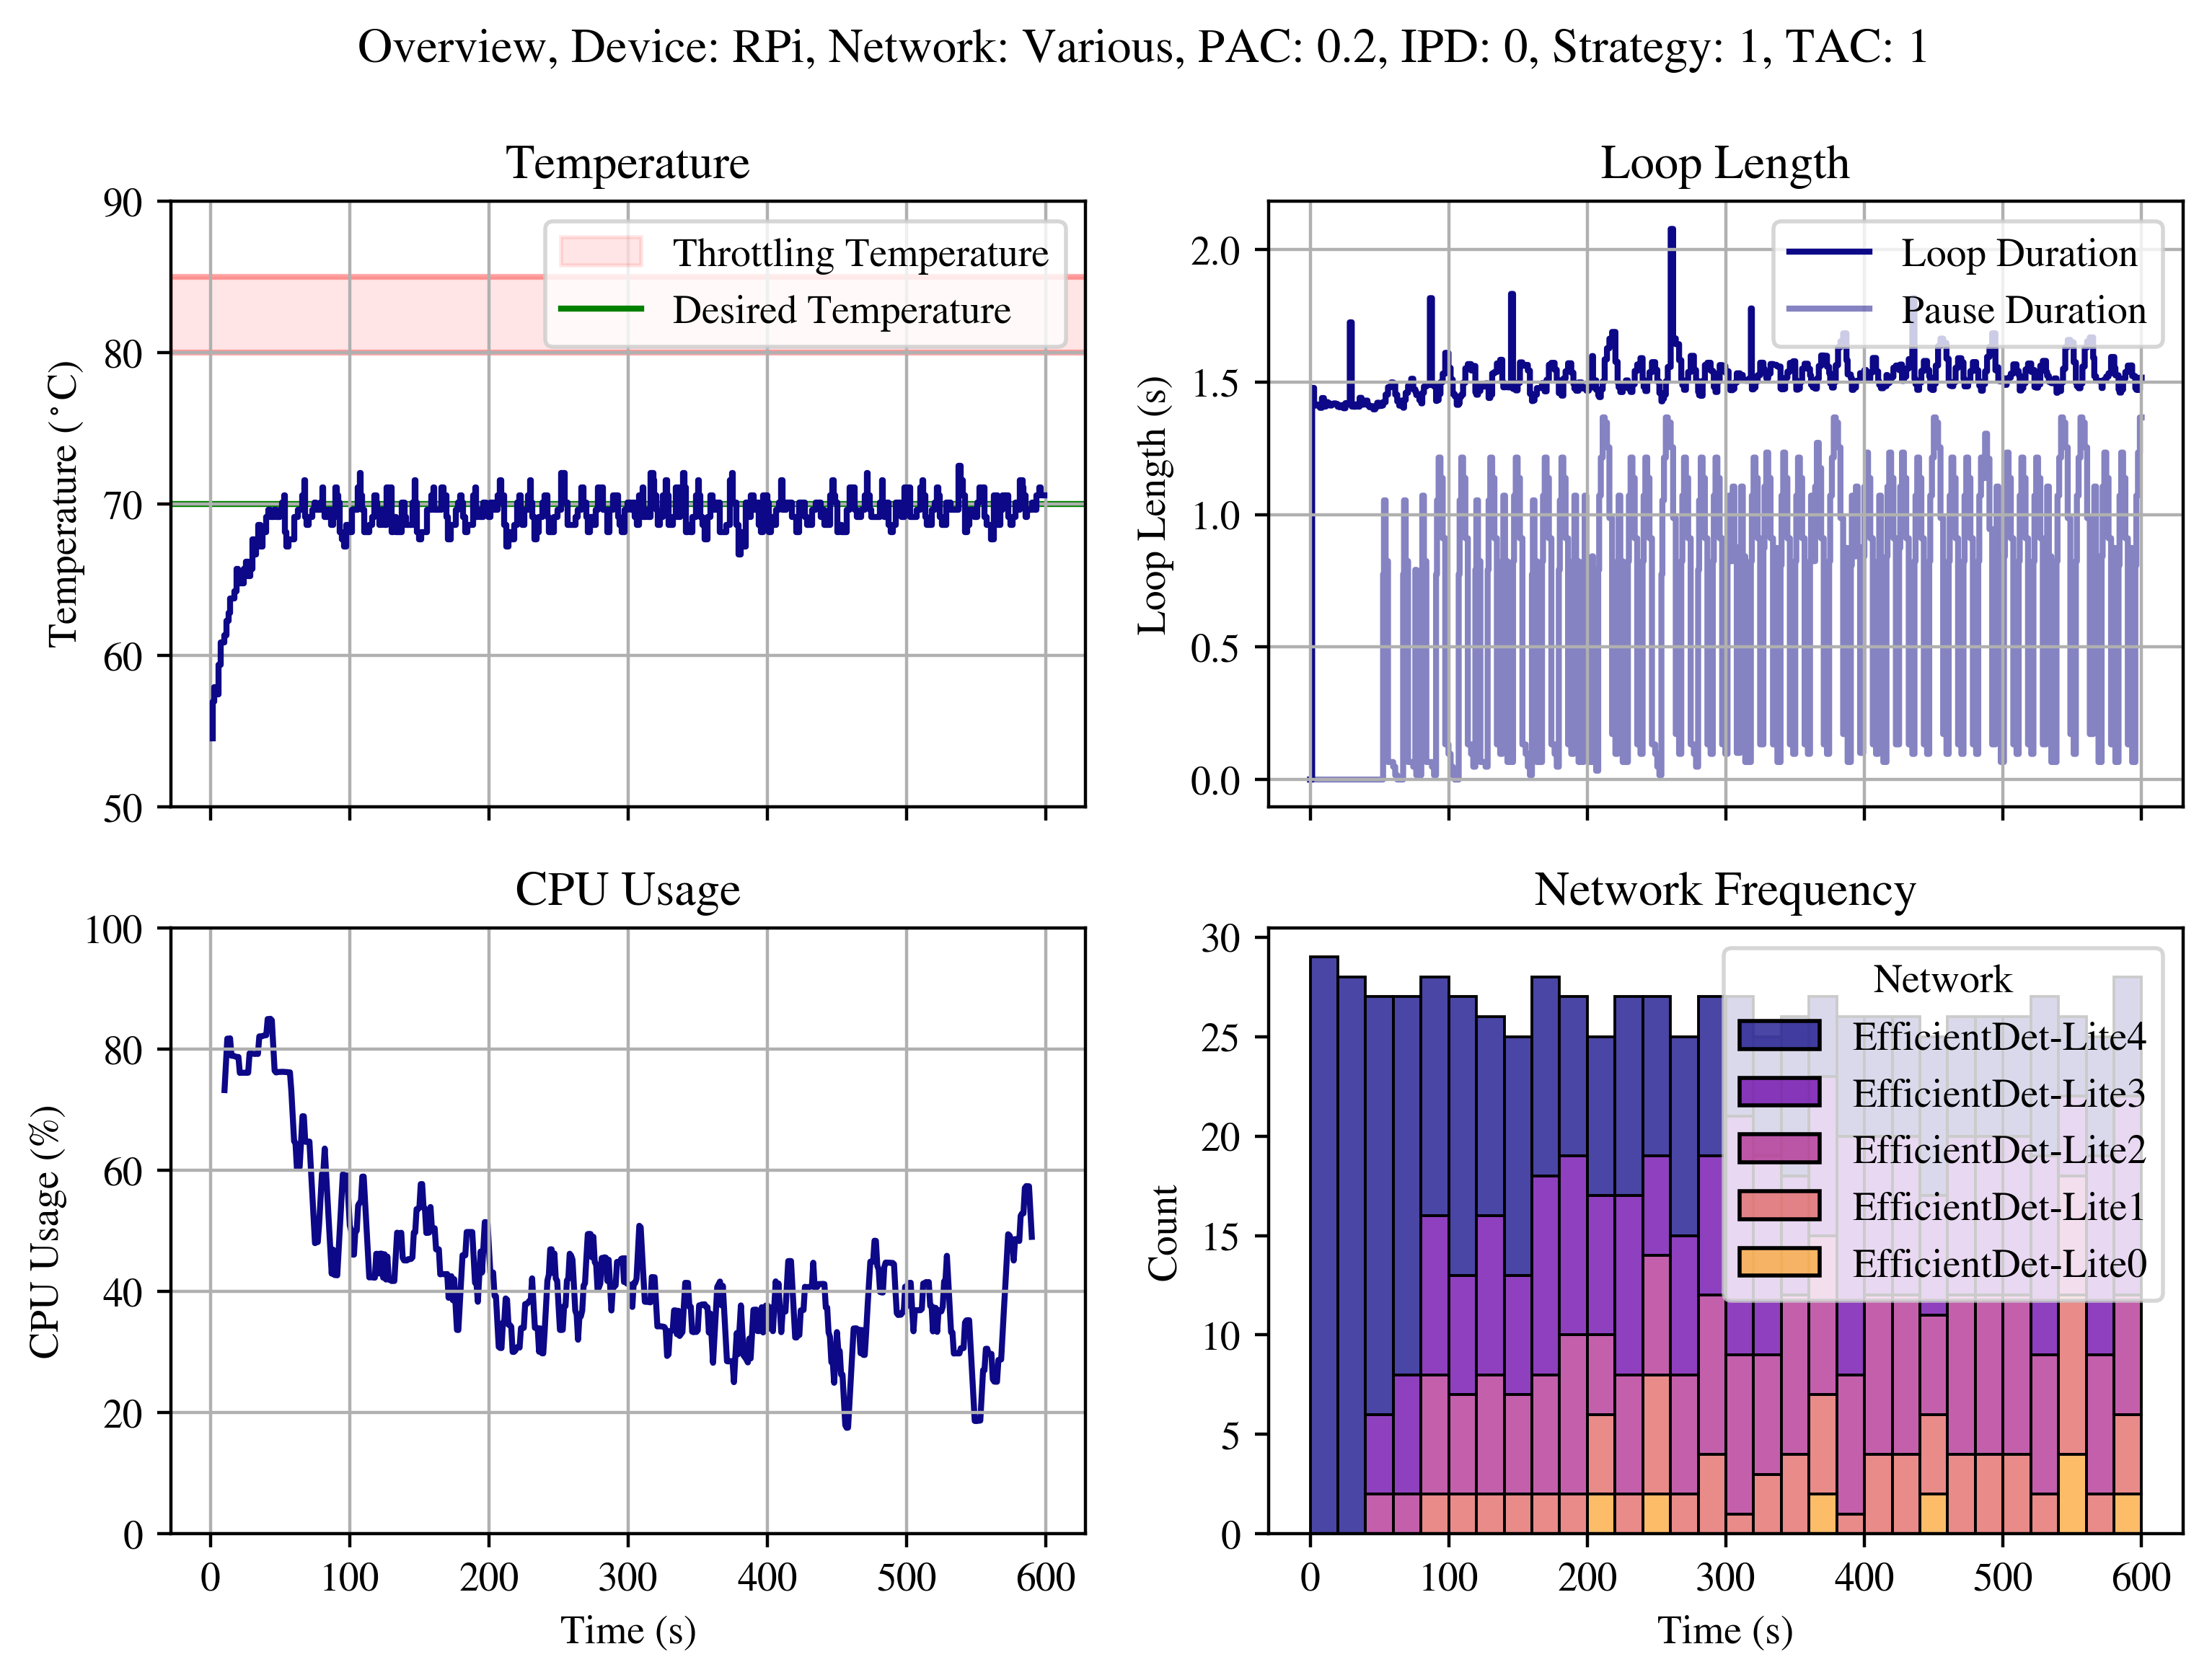 Overview, Device: RPi, Network: Various, PAC: 0.2, IPD: 0, Strategy: 1, TAC: 1
Temperature
90
80
70
60
50
Temperature (°C)
Throttling Temperature
Desired Temperature
Loop Length
2.0
1.5
1.0
0.5
0.0
Loop Length (s)
Loop Duration
Pause Duration
CPU Usage
100
80
60
40
20
0
CPU Usage (%)
0 100 200 300 400 500 600
Time (s)
Network Frequency
30
25
20
15
10
5
0
Count
Network
EfficientDet-Lite4
EfficientDet-Lite3
EfficientDet-Lite2
EfficientDet-Lite1
EfficientDet-Lite0
0 100 200 300 400 500 600
Time (s)